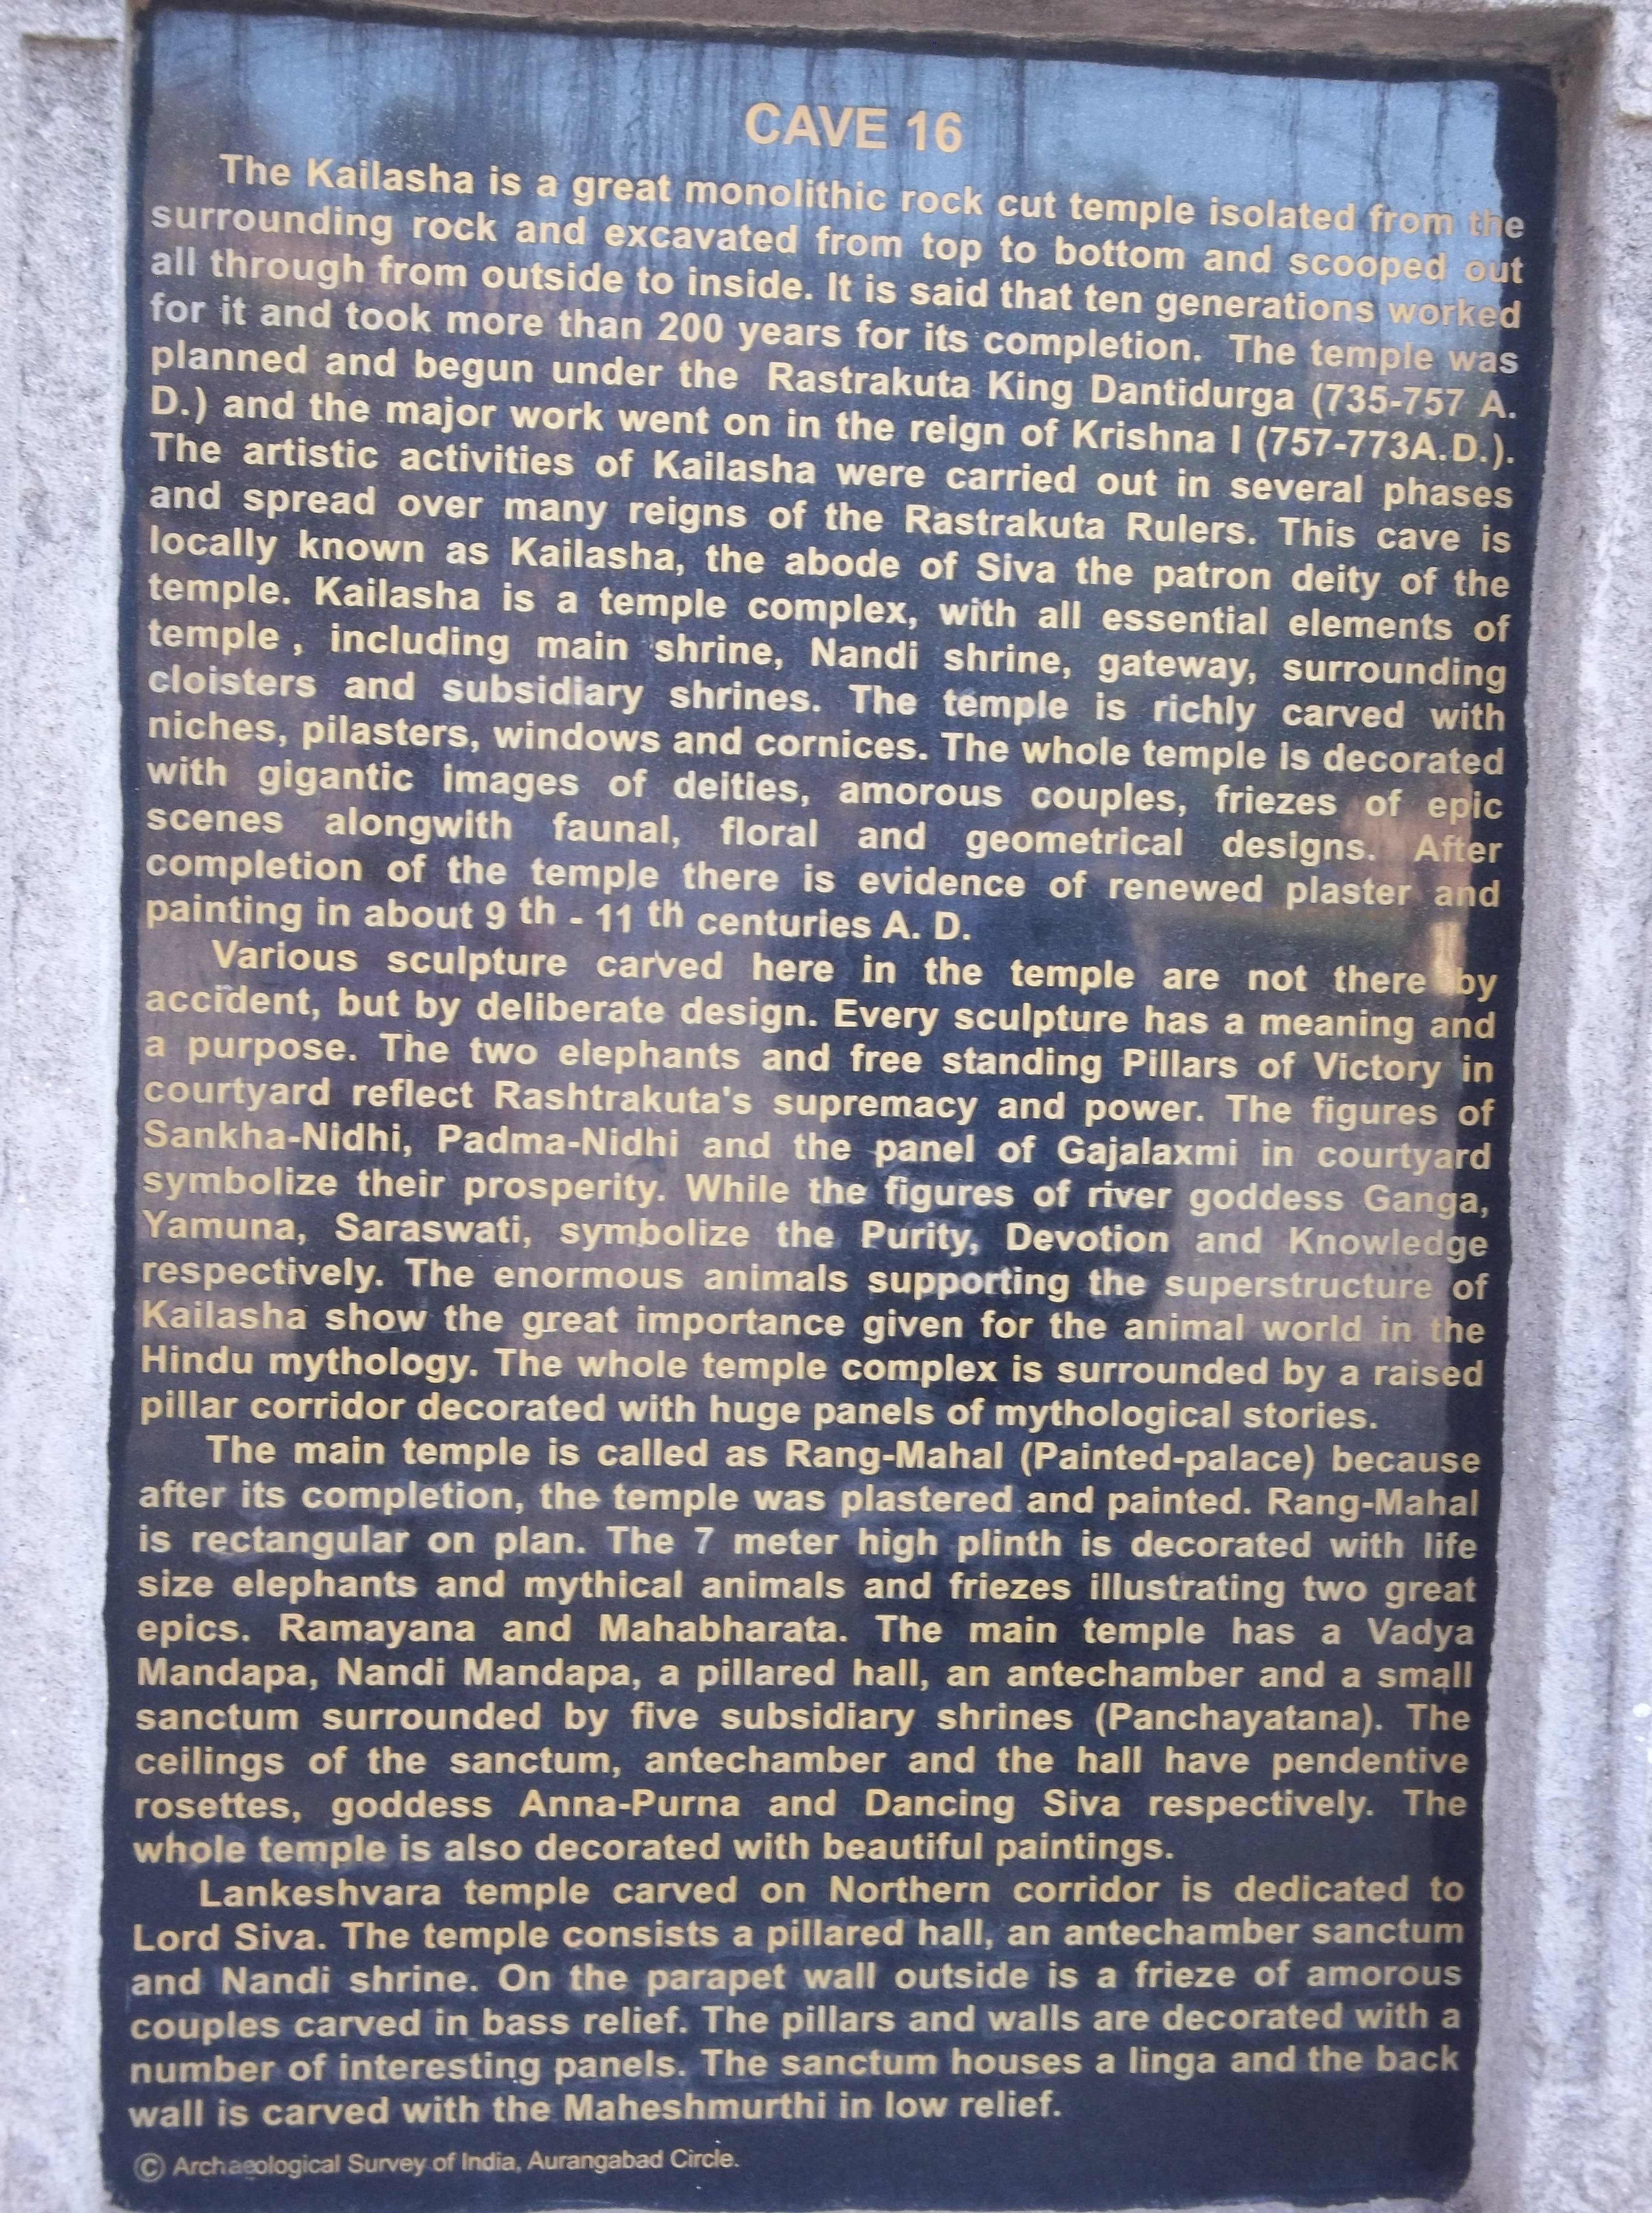 CAVE 16
The Kailasha is a great monolithic rock cut temple isolated from the
surrounding rock and excavated from top to bottom and scooped out
all through from outside to inside. It is said that ten generations worked
for it and took more than 200 years for its completion. The temple was
planned and begun under the Rastrakuta King Dantidurga (735-757 A.
D.) and the major work went on in the reign of Krishna I (757-773A.D.).
The artistic activities of Kailasha were carried out in several phases
and spread over many reigns of the Rastrakuta Rulers. This cave is
locally known as Kailasha, the abode of Siva the patron deity of the
temple. Kailasha is a temple complex, with all essential elements of
temple , including main shrine, Nandi shrine, gateway, surrounding
cloisters and subsidiary shrines. The temple is richly carved with
niches, pilasters, windows and cornices. The whole temple is decorated
with gigantic images of deities, amorous couples, friezes of epic
scenes alongwith faunal, floral and geometrical designs. After
completion of the temple there is evidence of renewed plaster and
painting in about 9 th - 11 th centuries A. D.
Various sculpture carved here in the temple are not there by
accident, but by deliberate design. Every sculpture has a meaning and
a purpose. The two elephants and free standing Pillars of Victory in
courtyard reflect Rashtrakuta's supremacy and power. The figures of
Sankha-Nidhi, Padma-Nidhi and the panel of Gajalaxmi in courtyard
symbolize their prosperity. While the figures of river goddess Ganga,
Yamuna, Saraswati, symbolize the Purity, Devotion and Knowledge
respectively. The enormous animals supporting the superstructure of
Kailasha show the great importance given for the animal world in the
Hindu mythology. The whole temple complex is surrounded by a raised
pillar corridor decorated with huge panels of mythological stories.
The main temple is called as Rang-Mahal (Painted-palace) because
after its completion, the temple was plastered and painted. Rang-Mahal
is rectangular on plan. The 7 meter high plinth is decorated with life
size elephants and mythical animals and friezes illustrating two great
epics. Ramayana and Mahabharata. The main temple has a Vadya
Mandapa, Nandi Mandapa, a pillared hall, an antechamber and a small
sanctum surrounded by five subsidiary shrines (Panchayatana). The
ceilings of the sanctum, antechamber and the hall have pendentive
rosettes, goddess Anna-Purna and Dancing Siva respectively. The
whole temple is also decorated with beautiful paintings.
Lankeshvara temple carved on Northern corridor is dedicated to
Lord Siva. The temple consists a pillared hall, an antechamber sanctum
and Nandi shrine. On the parapet wall outside is a frieze of amorous
couples carved in bass relief. The pillars and walls are decorated with a
number of interesting panels. The sanctum houses a linga and the back
wall is carved with the Maheshmurthi in low relief.
© Archaeological Survey of India, Aurangabad Circle.